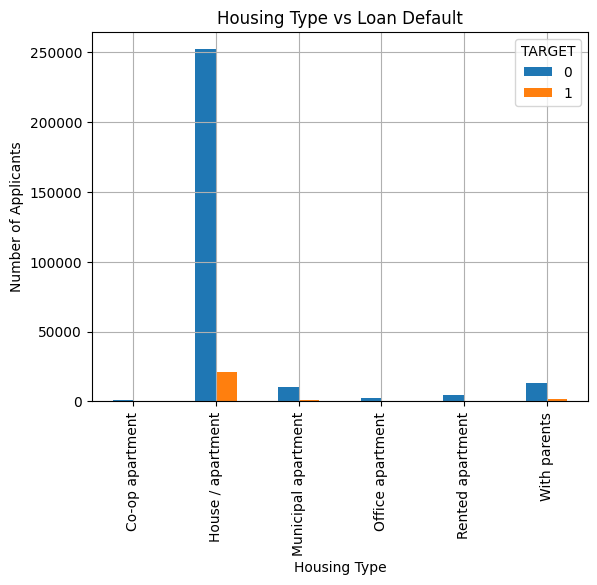 Housing Type vs Loan Default
TARGET
0
1
Number of Applicants
250000
200000
150000
100000
50000
0
Co-op apartment
House / apartment
Municipal apartment
Office apartment
Rented apartment
With parents
Housing Type